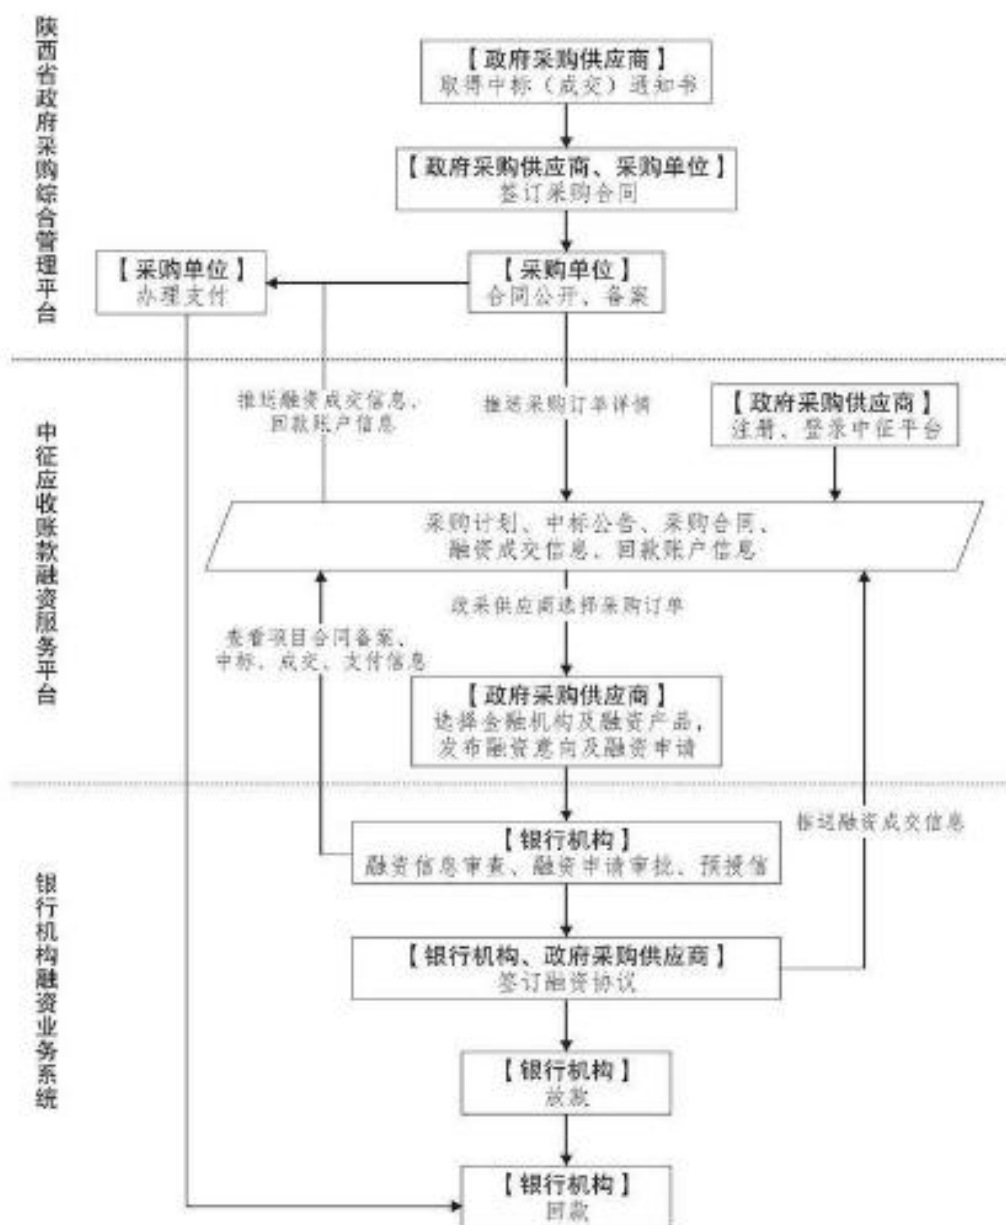 陕西省政府采购综合管理平台
【政府采购供应商】
取得中标（成交）通知书
【政府采购供应商、采购单位】
签订采购合同
【采购单位】
办理支付
【采购单位】
合同公开、备案
中征应收账款融资服务平台
推送融资成交信息、
回款账户信息
推送采购订单详情
【政府采购供应商】
注册、登录中征平台
采购计划、中标公告、采购合同、
融资成交信息、回款账户信息
政采供应商选择采购订单
查看项目合同备案、
中标、成交、支付信息
【政府采购供应商】
选择金融机构及融资产品，
发布融资意向及融资申请
银行机构融资业务系统
【银行机构】
融资信息审查、融资申请审批、预授信
推送融资成交信息
【银行机构、政府采购供应商】
签订融资协议
【银行机构】
放款
【银行机构】
回款